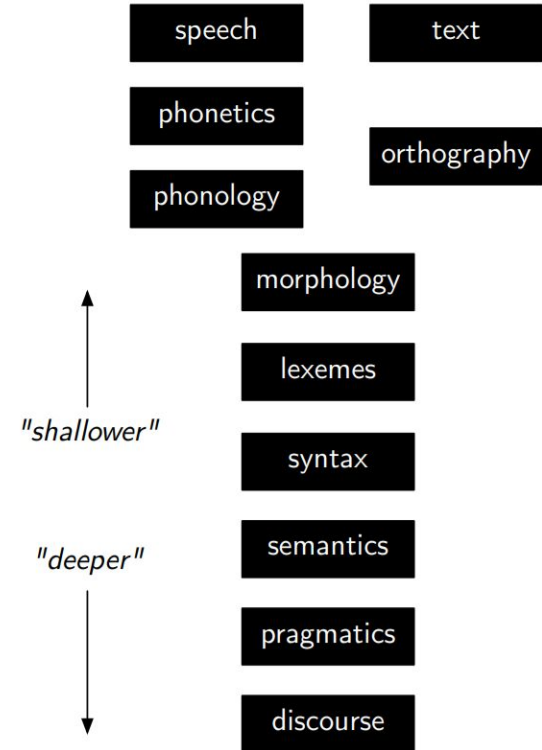 speech
text
phonetics
orthography
phonology
morphology
lexemes
"shallower"
syntax
semantics
"deeper"
pragmatics
discourse